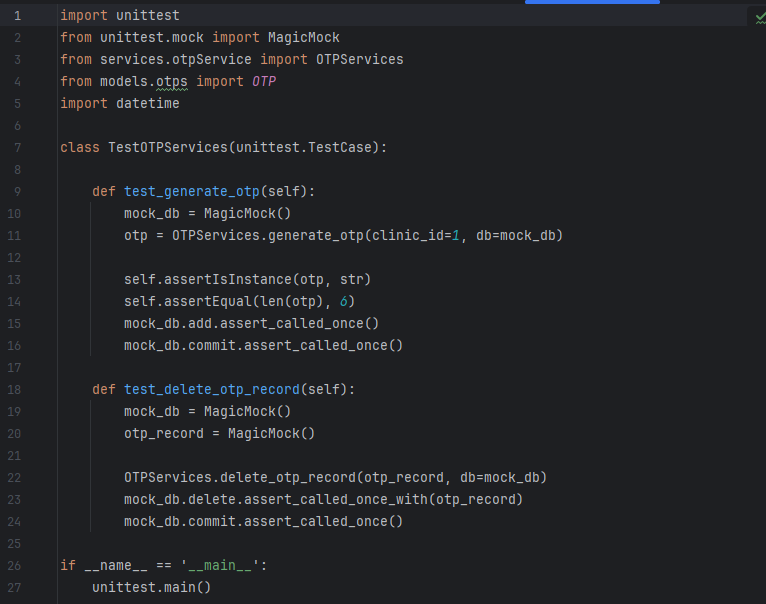 1 import unittest
2 from unittest.mock import MagicMock
3 from services.otpService import OTPServices
4 from models.otps import OTP
5 import datetime
6
7 class TestOTPServices(unittest.TestCase):
8
9     def test_generate_otp(self):
10         mock_db = MagicMock()
11         otp = OTPServices.generate_otp(clinic_id=1, db=mock_db)
12
13         self.assertIsInstance(otp, str)
14         self.assertEqual(len(otp), 6)
15         mock_db.add.assert_called_once()
16         mock_db.commit.assert_called_once()
17
18     def test_delete_otp_record(self):
19         mock_db = MagicMock()
20         otp_record = MagicMock()
21
22         OTPServices.delete_otp_record(otp_record, db=mock_db)
23         mock_db.delete.assert_called_once_with(otp_record)
24         mock_db.commit.assert_called_once()
25
26 if __name__ == '__main__':
27     unittest.main()